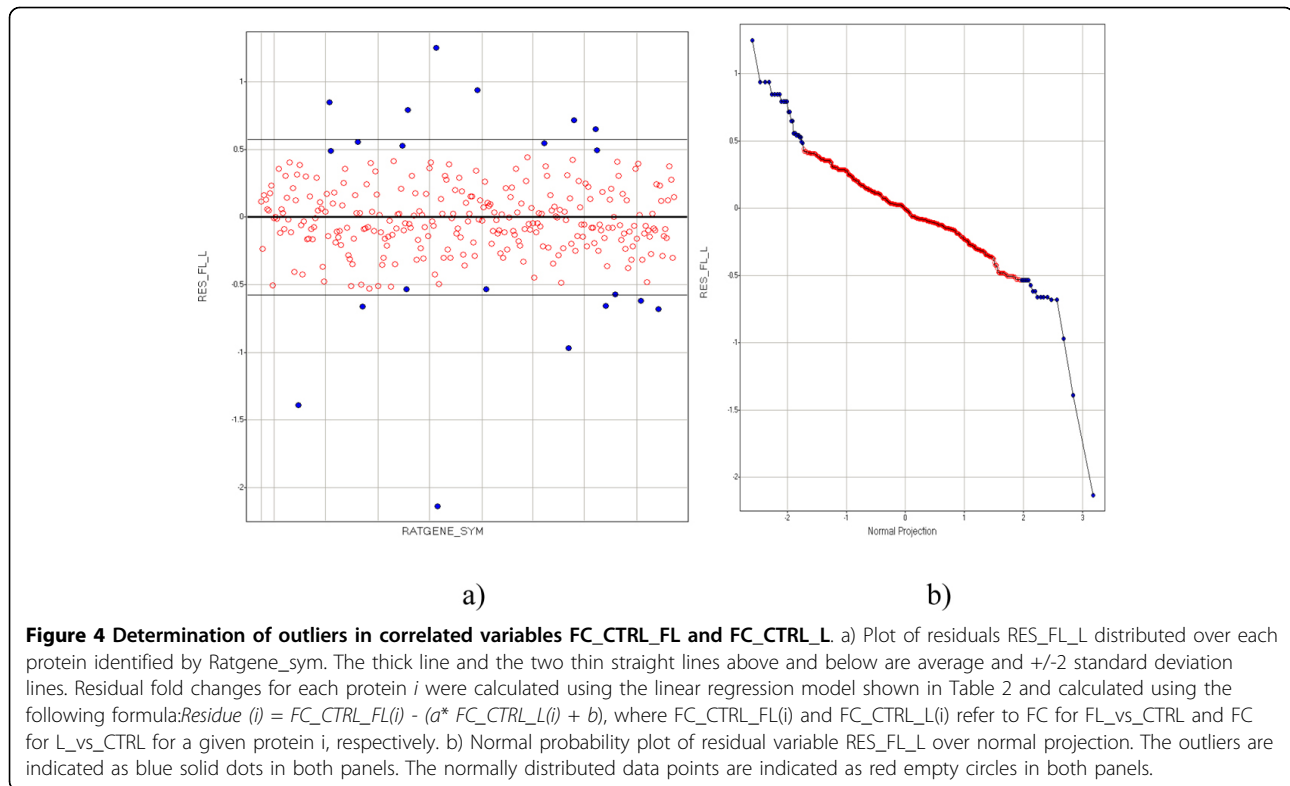 1
0.5
0
-0.5
-1
-1.5
-2
RES_FL_L
RATGENE_SYM
1
0.5
0
-0.5
-1
-1.5
-2
RES_FL_L
-2 -1 0 1 2 3
Normal Projection
a) b)
Figure 4 Determination of outliers in correlated variables FC_CTRL_FL and FC_CTRL_L. a) Plot of residuals RES_FL_L distributed over each
protein identified by Ratgene_sym. The thick line and the two thin straight lines above and below are average and +/-2 standard deviation
lines. Residual fold changes for each protein i were calculated using the linear regression model shown in Table 2 and calculated using the
following formula:Residue (i) = FC_CTRL_FL(i) - (a* FC_CTRL_L(i) + b), where FC_CTRL_FL(i) and FC_CTRL_L(i) refer to FC for FL_vs_CTRL and FC
for L_vs_CTRL for a given protein i, respectively. b) Normal probability plot of residual variable RES_FL_L over normal projection. The outliers are
indicated as blue solid dots in both panels. The normally distributed data points are indicated as red empty circles in both panels.